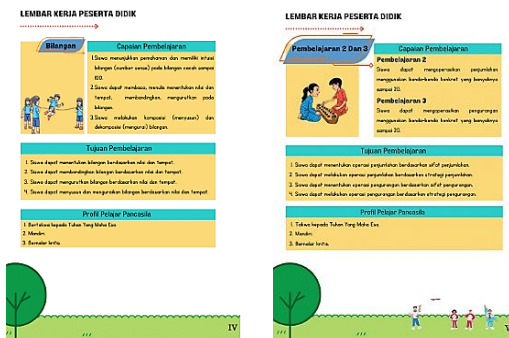 LEMBAR KERJA PESERTA DIDIK
Bilangan
Capaian Pembelajaran
1.Siswa menunjukkan pemahaman dan memiliki intuisi
bilangan (number sense) pada bilangan cacah sampai
100.
2.Siswa dapat membaca, menulis menentukan nilai dan
tempat, membandingkan, mengurutkan pada
bilangan.
3.Siswa melakukan komposisi (menyusun) dan
dekomposisi (mengurai) bilangan.
Tujuan Pembelajaran
1. Siswa dapat menentukan bilangan berdasarkan nilai dan tempat.
2. Siswa dapat membandingkan bilangan berdasarkan nilai dan tempat.
3. Siswa dapat mengurutkan bilangan berdasarkan nilai dan tempat.
4. Siswa dapat menyusun dan menguraikan bilangan berdasarkan nilai dan tempat.
Profil Pelajar Pancasila
1. Bertakwa kepada Tuhan Yang Maha Esa.
2. Mandiri.
3. Bernalar kritis.
IV
LEMBAR KERJA PESERTA DIDIK
Pembelajaran 2 Dan 3
Capaian Pembelajaran
Pembelajaran 2
Siswa dapat mengoperasikan penjumlahan
menggunakan benda-benda konkrat yang banyaknya
sampai 20.
Pembelajaran 3
Siswa dapat mengoperasikan pengurangan
menggunakan benda-benda konkrat yang banyaknya
sampai 20.
Tujuan Pembelajaran
1. Siswa dapat menentukan operasi penjumlahan berdasarkan sifat penjumlahan.
2. Siswa dapat melakukan operasi penjumlahan berdasarkan strategi penjumlahan.
3. Siswa dapat menentukan operasi pengurangan berdasarkan sifat pengurangan.
4. Siswa dapat melakukan operasi pengurangan berdasarkan strategi pengurangan.
Profil Pelajar Pancasila
1. Takwa kepada Tuhan Yang Maha Esa.
2. Mandiri.
3. Bernalar kritis.